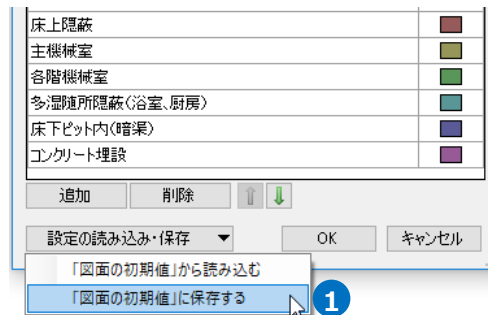 床上隠蔽
主機械室
各階機械室
多湿随所隠蔽(浴室、厨房)
床下ピット内(暗渠)
コンクリート埋設
追加 削除
設定の読み込み・保存 OK キャンセル
「図面の初期値」から読み込む
「図面の初期値」に保存する 1